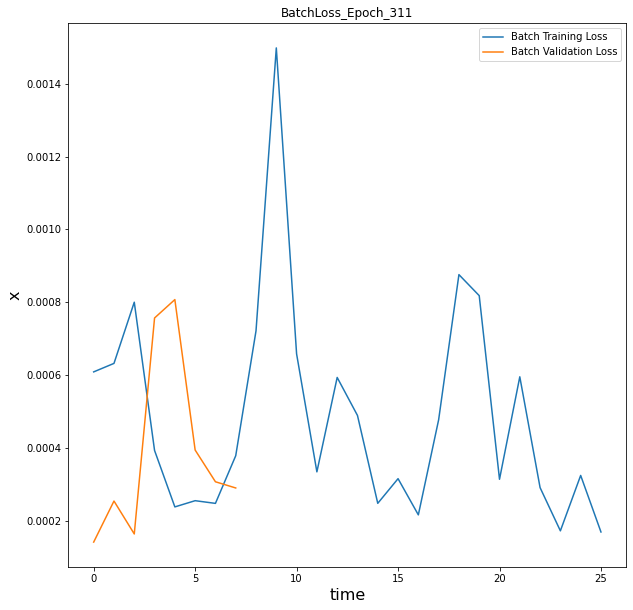 BatchLoss_Epoch_311
Batch Training Loss
Batch Validation Loss
0.0014
0.0012
0.0010
0.0008
0.0006
0.0004
0.0002
x
0 5 10 15 20 25
time